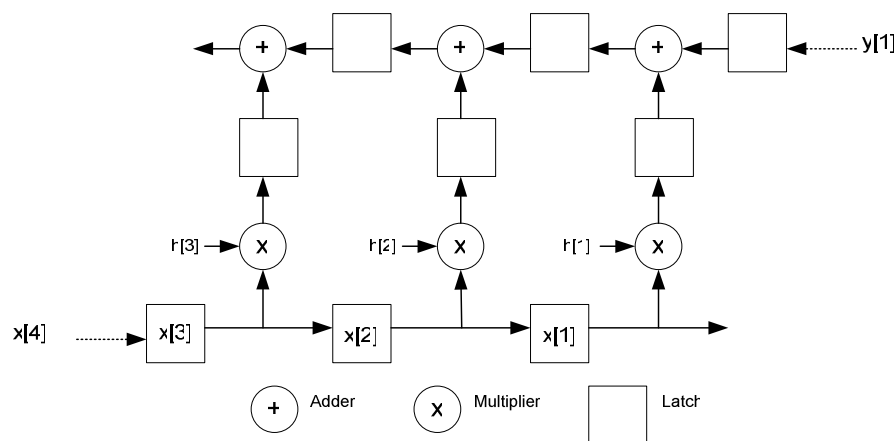 + + + y[1]
h[3] x h[2] x h[1] x
x[4] x[3] x[2] x[1]
+ Adder x Multiplier Latch